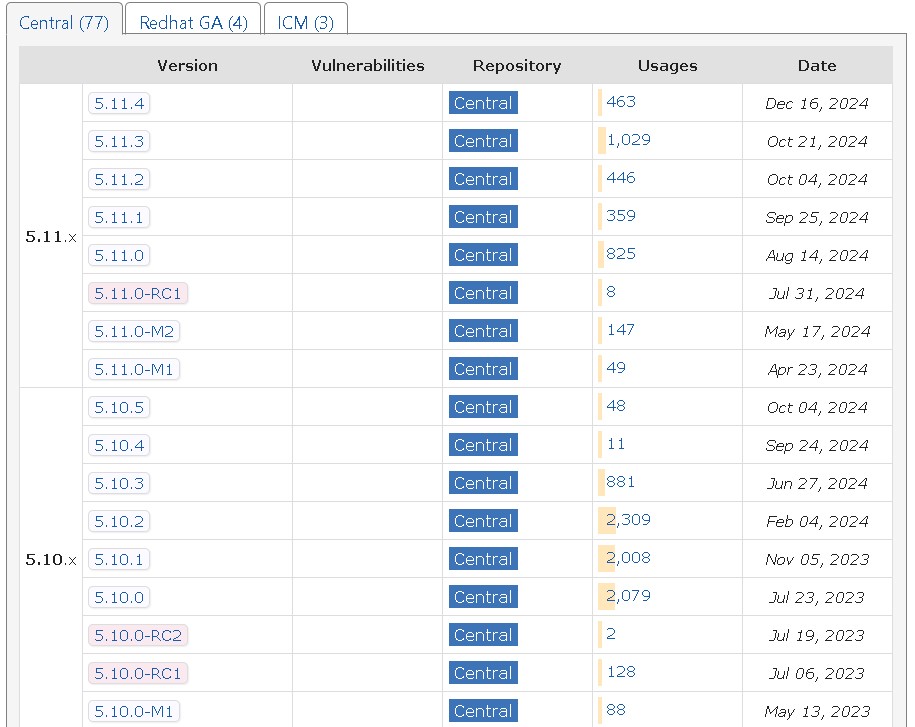 Central (77) Redhat GA (4) ICM (3)
Version Vulnerabilities Repository Usages Date
5.11.4 Central 463 Dec 16, 2024
5.11.3 Central 1,029 Oct 21, 2024
5.11.2 Central 446 Oct 04, 2024
5.11.1 Central 359 Sep 25, 2024
5.11.x
5.11.0 Central 825 Aug 14, 2024
5.11.0-RC1 Central 8 Jul 31, 2024
5.11.0-M2 Central 147 May 17, 2024
5.11.0-M1 Central 49 Apr 23, 2024
5.10.5 Central 48 Oct 04, 2024
5.10.4 Central 11 Sep 24, 2024
5.10.3 Central 881 Jun 27, 2024
5.10.2 Central 2,309 Feb 04, 2024
5.10.x 5.10.1 Central 2,008 Nov 05, 2023
5.10.0 Central 2,079 Jul 23, 2023
5.10.0-RC2 Central 2 Jul 19, 2023
5.10.0-RC1 Central 128 Jul 06, 2023
5.10.0-M1 Central 88 May 13, 2023